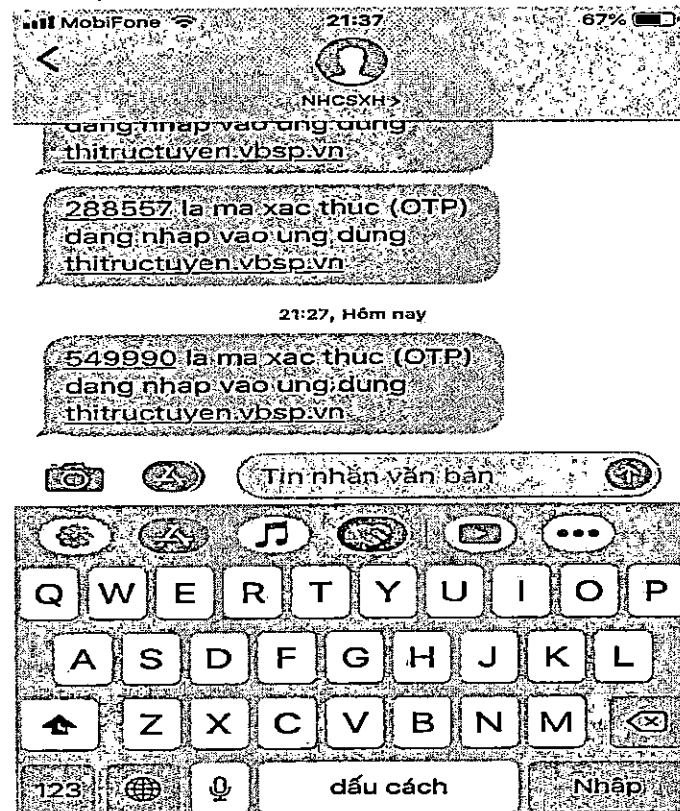 MobiFone 21:37 67%
NHCSXH >
dang nhap vao ung dung
thitructuyen.vbsp.vn
288557 la ma xac thuc (OTP)
dang nhap vao ung dung
thitructuyen.vbsp.vn
21:27, Hôm nay
549990 la ma xac thuc (OTP)
dang nhap vao ung dung
thitructuyen.vbsp.vn
Tin nhắn văn bản
Q W E R T Y U I O P
A S D F G H J K L
Z X C V B N M
123 dấu cách Nhập